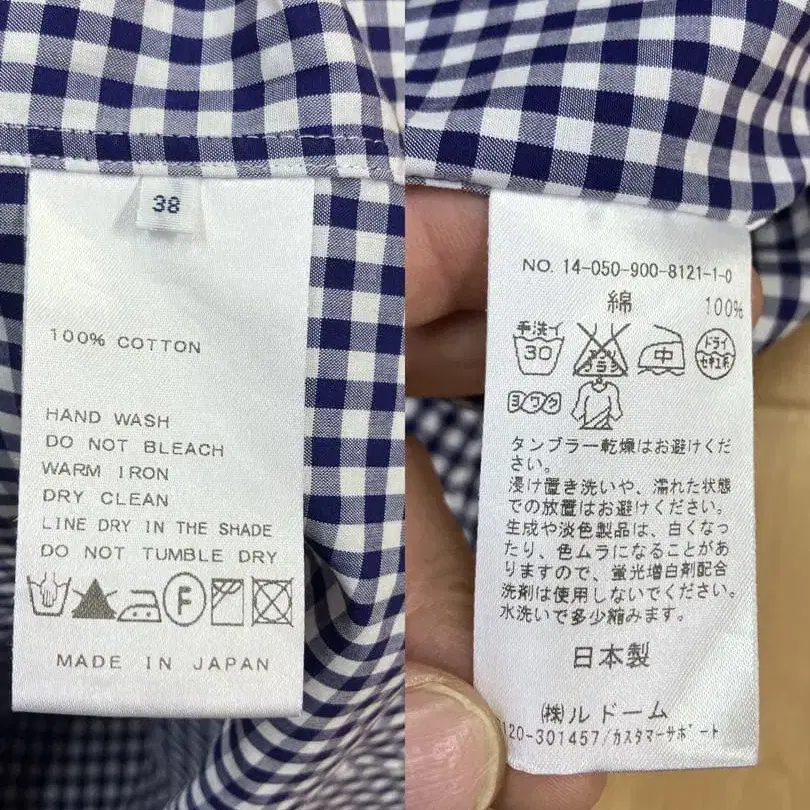 38
100% COTTON
HAND WASH
DO NOT BLEACH
WARM IRON
DRY CLEAN
LINE DRY IN THE SHADE
DO NOT TUMBLE DRY
F
MADE IN JAPAN
NO. 14-050-900-8121-1-0
綿 100%
手洗イ
30
エンソサラシ
中
ドライ
セキユ系
ヨワク
タンブラー乾燥はお避けくだ
さい。
浸け置き洗いや、濡れた状態
での放置はお避けください。
生成や淡色製品は、白くなっ
たり、色ムラになることがあ
りますので、蛍光増白剤配合
洗剤は使用しないでください。
水洗いで多少縮みます。
日本製
(株)ルドーム
120-301457/カスタマーサポート